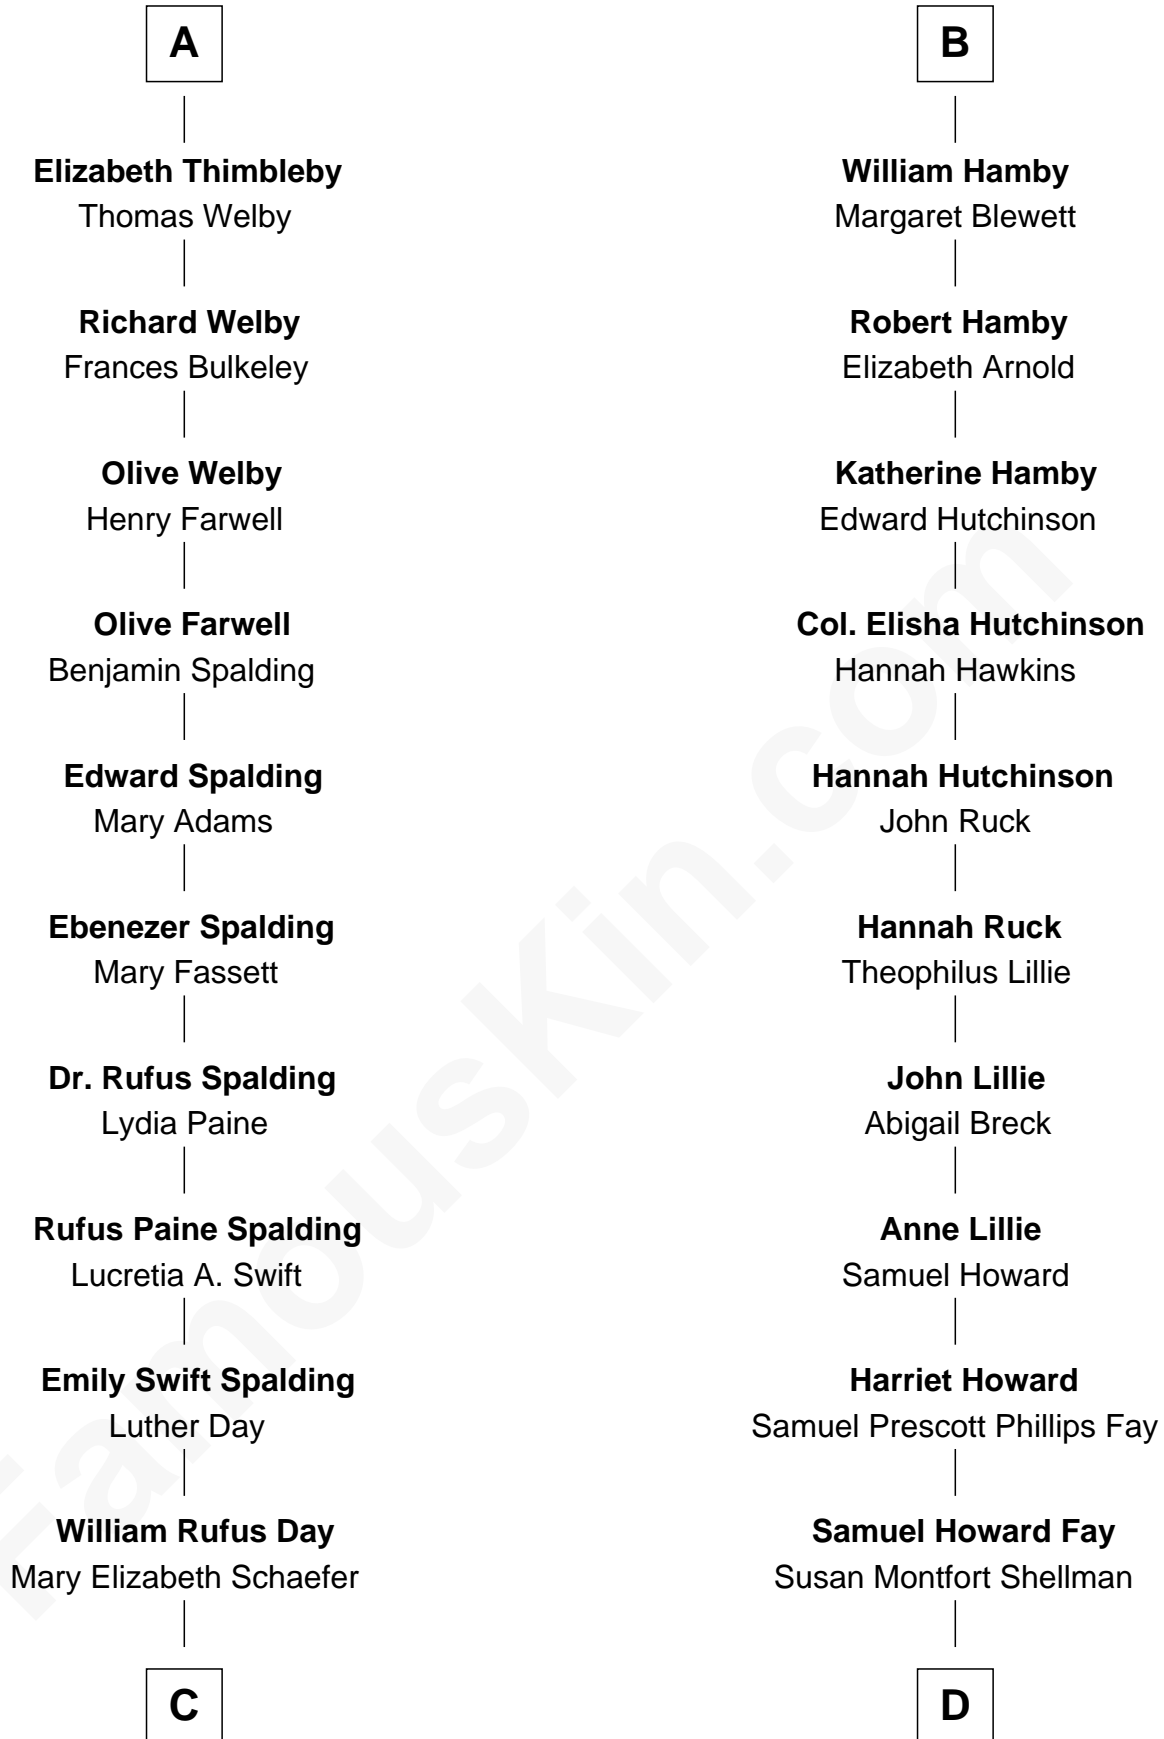 A
Elizabeth Thimbleby
Thomas Welby
Richard Welby
Frances Bulkeley
Olive Welby
Henry Farwell
Olive Farwell
Benjamin Spalding
Edward Spalding
Mary Adams
Ebenezer Spalding
Mary Fassett
Dr. Rufus Spalding
Lydia Paine
Rufus Paine Spalding
Lucretia A. Swift
Emily Swift Spalding
Luther Day
William Rufus Day
Mary Elizabeth Schaefer
C
B
William Hamby
Margaret Blewett
Robert Hamby
Elizabeth Arnold
Katherine Hamby
Edward Hutchinson
Col. Elisha Hutchinson
Hannah Hawkins
Hannah Hutchinson
John Ruck
Hannah Ruck
Theophilus Lillie
John Lillie
Abigail Breck
Anne Lillie
Samuel Howard
Harriet Howard
Samuel Prescott Phillips Fay
Samuel Howard Fay
Susan Montfort Shellman
D
FamousKin.com